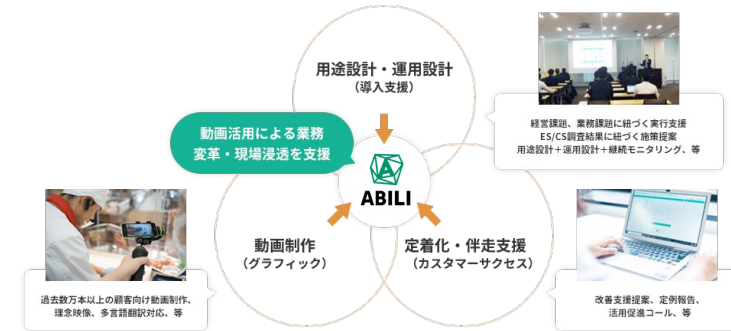 用途設計・運用設計
（導入支援）
動画活用による業務
変革・現場浸透を支援
経営課題、業務課題に紐づく実行支援
ES/CS調査結果に紐づく施策提案
用途設計＋運用設計＋継続モニタリング、等
ABILI
動画制作
（グラフィック）
定着化・伴走支援
（カスタマーサクセス）
過去数万本以上の顧客向け動画制作、
理念映像、多言語翻訳対応、等
改善支援提案、定例報告、
活用促進コール、等